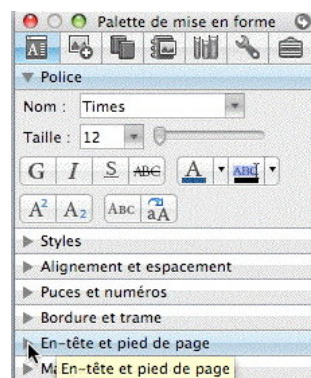 Palette de mise en forme
Police
Nom : Times
Taille : 12
G I S ABC A ABC
A² A₂ ABC aA
Styles
Alignement et espacement
Puces et numéros
Bordure et trame
En-tête et pied de page
En-tête et pied de page